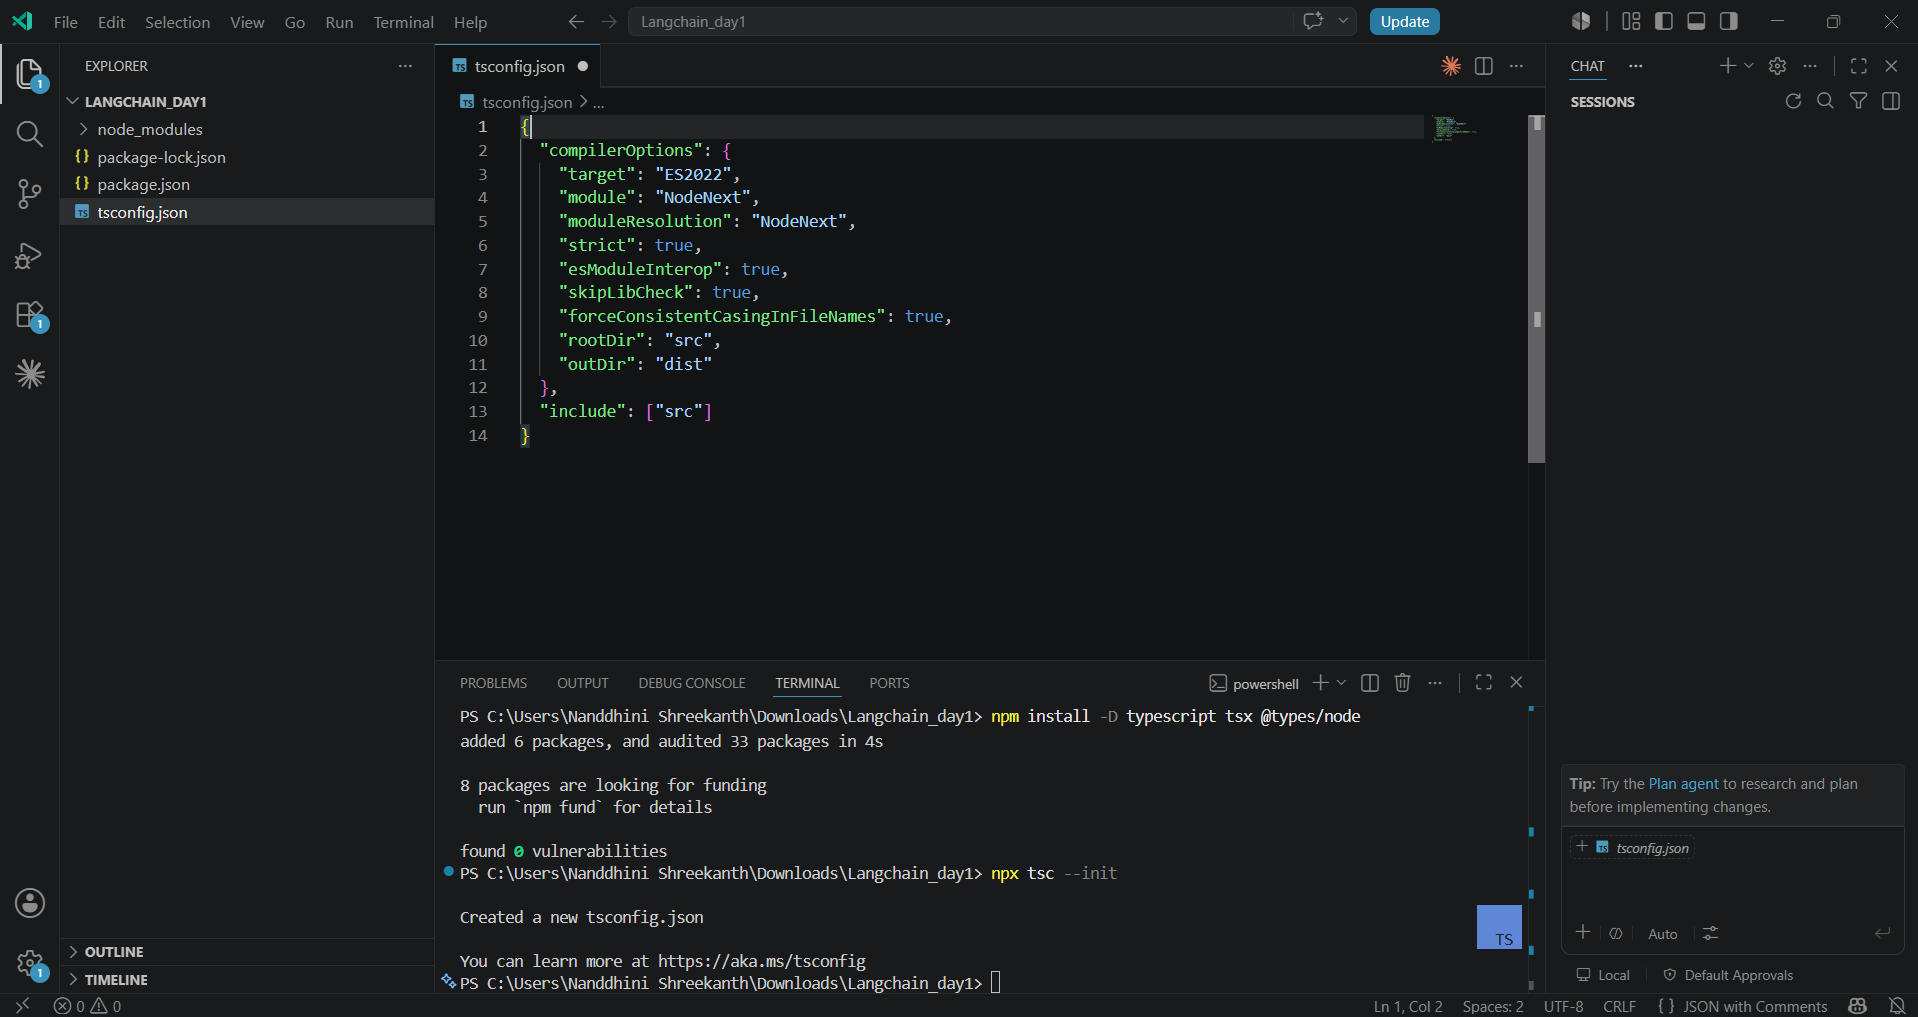 File Edit Selection View Go Run Terminal Help
Langchain_day1
Update
EXPLORER
LANGCHAIN_DAY1
node_modules
{} package-lock.json
{} package.json
TS tsconfig.json
OUTLINE
TIMELINE
1
1
1
TS tsconfig.json
TS tsconfig.json > ...
1 {
2 "compilerOptions": {
3 "target": "ES2022",
4 "module": "NodeNext",
5 "moduleResolution": "NodeNext",
6 "strict": true,
7 "esModuleInterop": true,
8 "skipLibCheck": true,
9 "forceConsistentCasingInFileNames": true,
10 "rootDir": "src",
11 "outDir": "dist"
12 },
13 "include": ["src"]
14 }
PROBLEMS OUTPUT DEBUG CONSOLE TERMINAL PORTS
powershell
PS C:\Users\Nanddhini Shreekanth\Downloads\Langchain_day1> npm install -D typescript tsx @types/node
added 6 packages, and audited 33 packages in 4s
8 packages are looking for funding
run `npm fund` for details
found 0 vulnerabilities
PS C:\Users\Nanddhini Shreekanth\Downloads\Langchain_day1> npx tsc --init
Created a new tsconfig.json
TS
You can learn more at https://aka.ms/tsconfig
PS C:\Users\Nanddhini Shreekanth\Downloads\Langchain_day1>
CHAT
SESSIONS
Tip: Try the Plan agent to research and plan
before implementing changes.
TS tsconfig.json
Auto
Local Default Approvals
0 0
Ln 1, Col 2 Spaces: 2 UTF-8 CRLF {} JSON with Comments